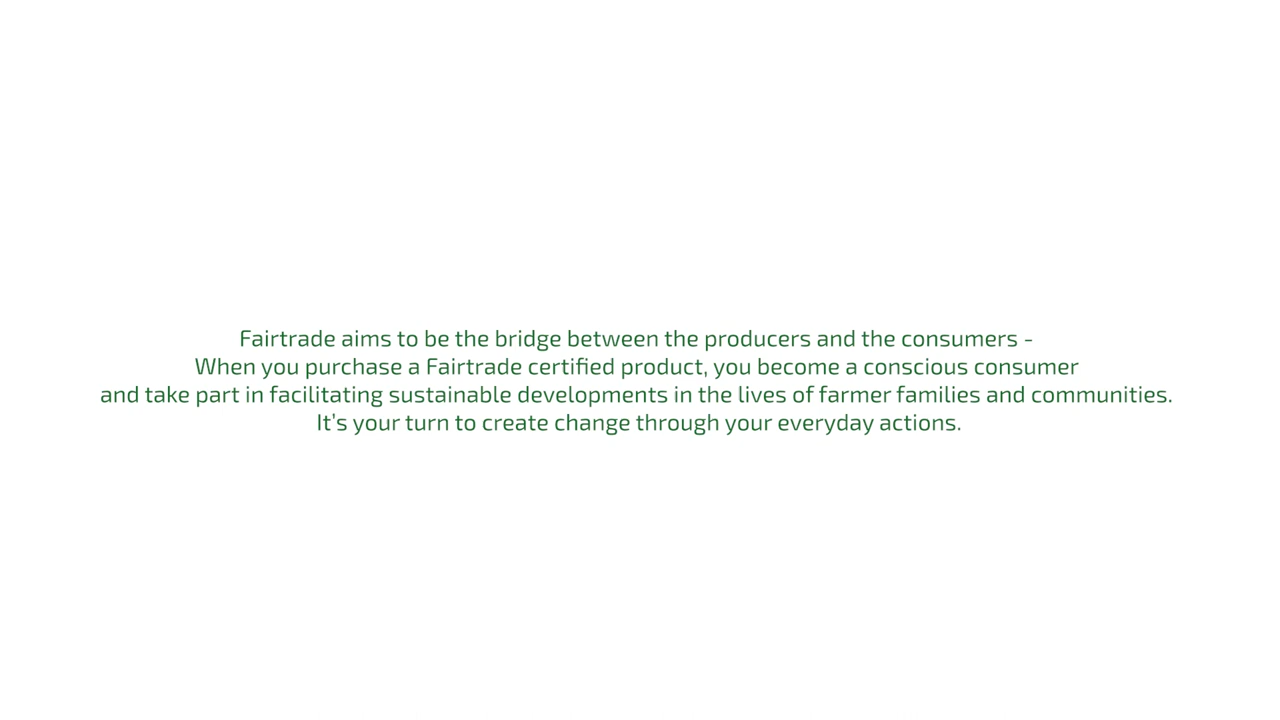 Fairtrade aims to be the bridge between the producers and the consumers -
When you purchase a Fairtrade certified product, you become a conscious consumer
and take part in facilitating sustainable developments in the lives of farmer families and communities.
It's your turn to create change through your everyday actions.